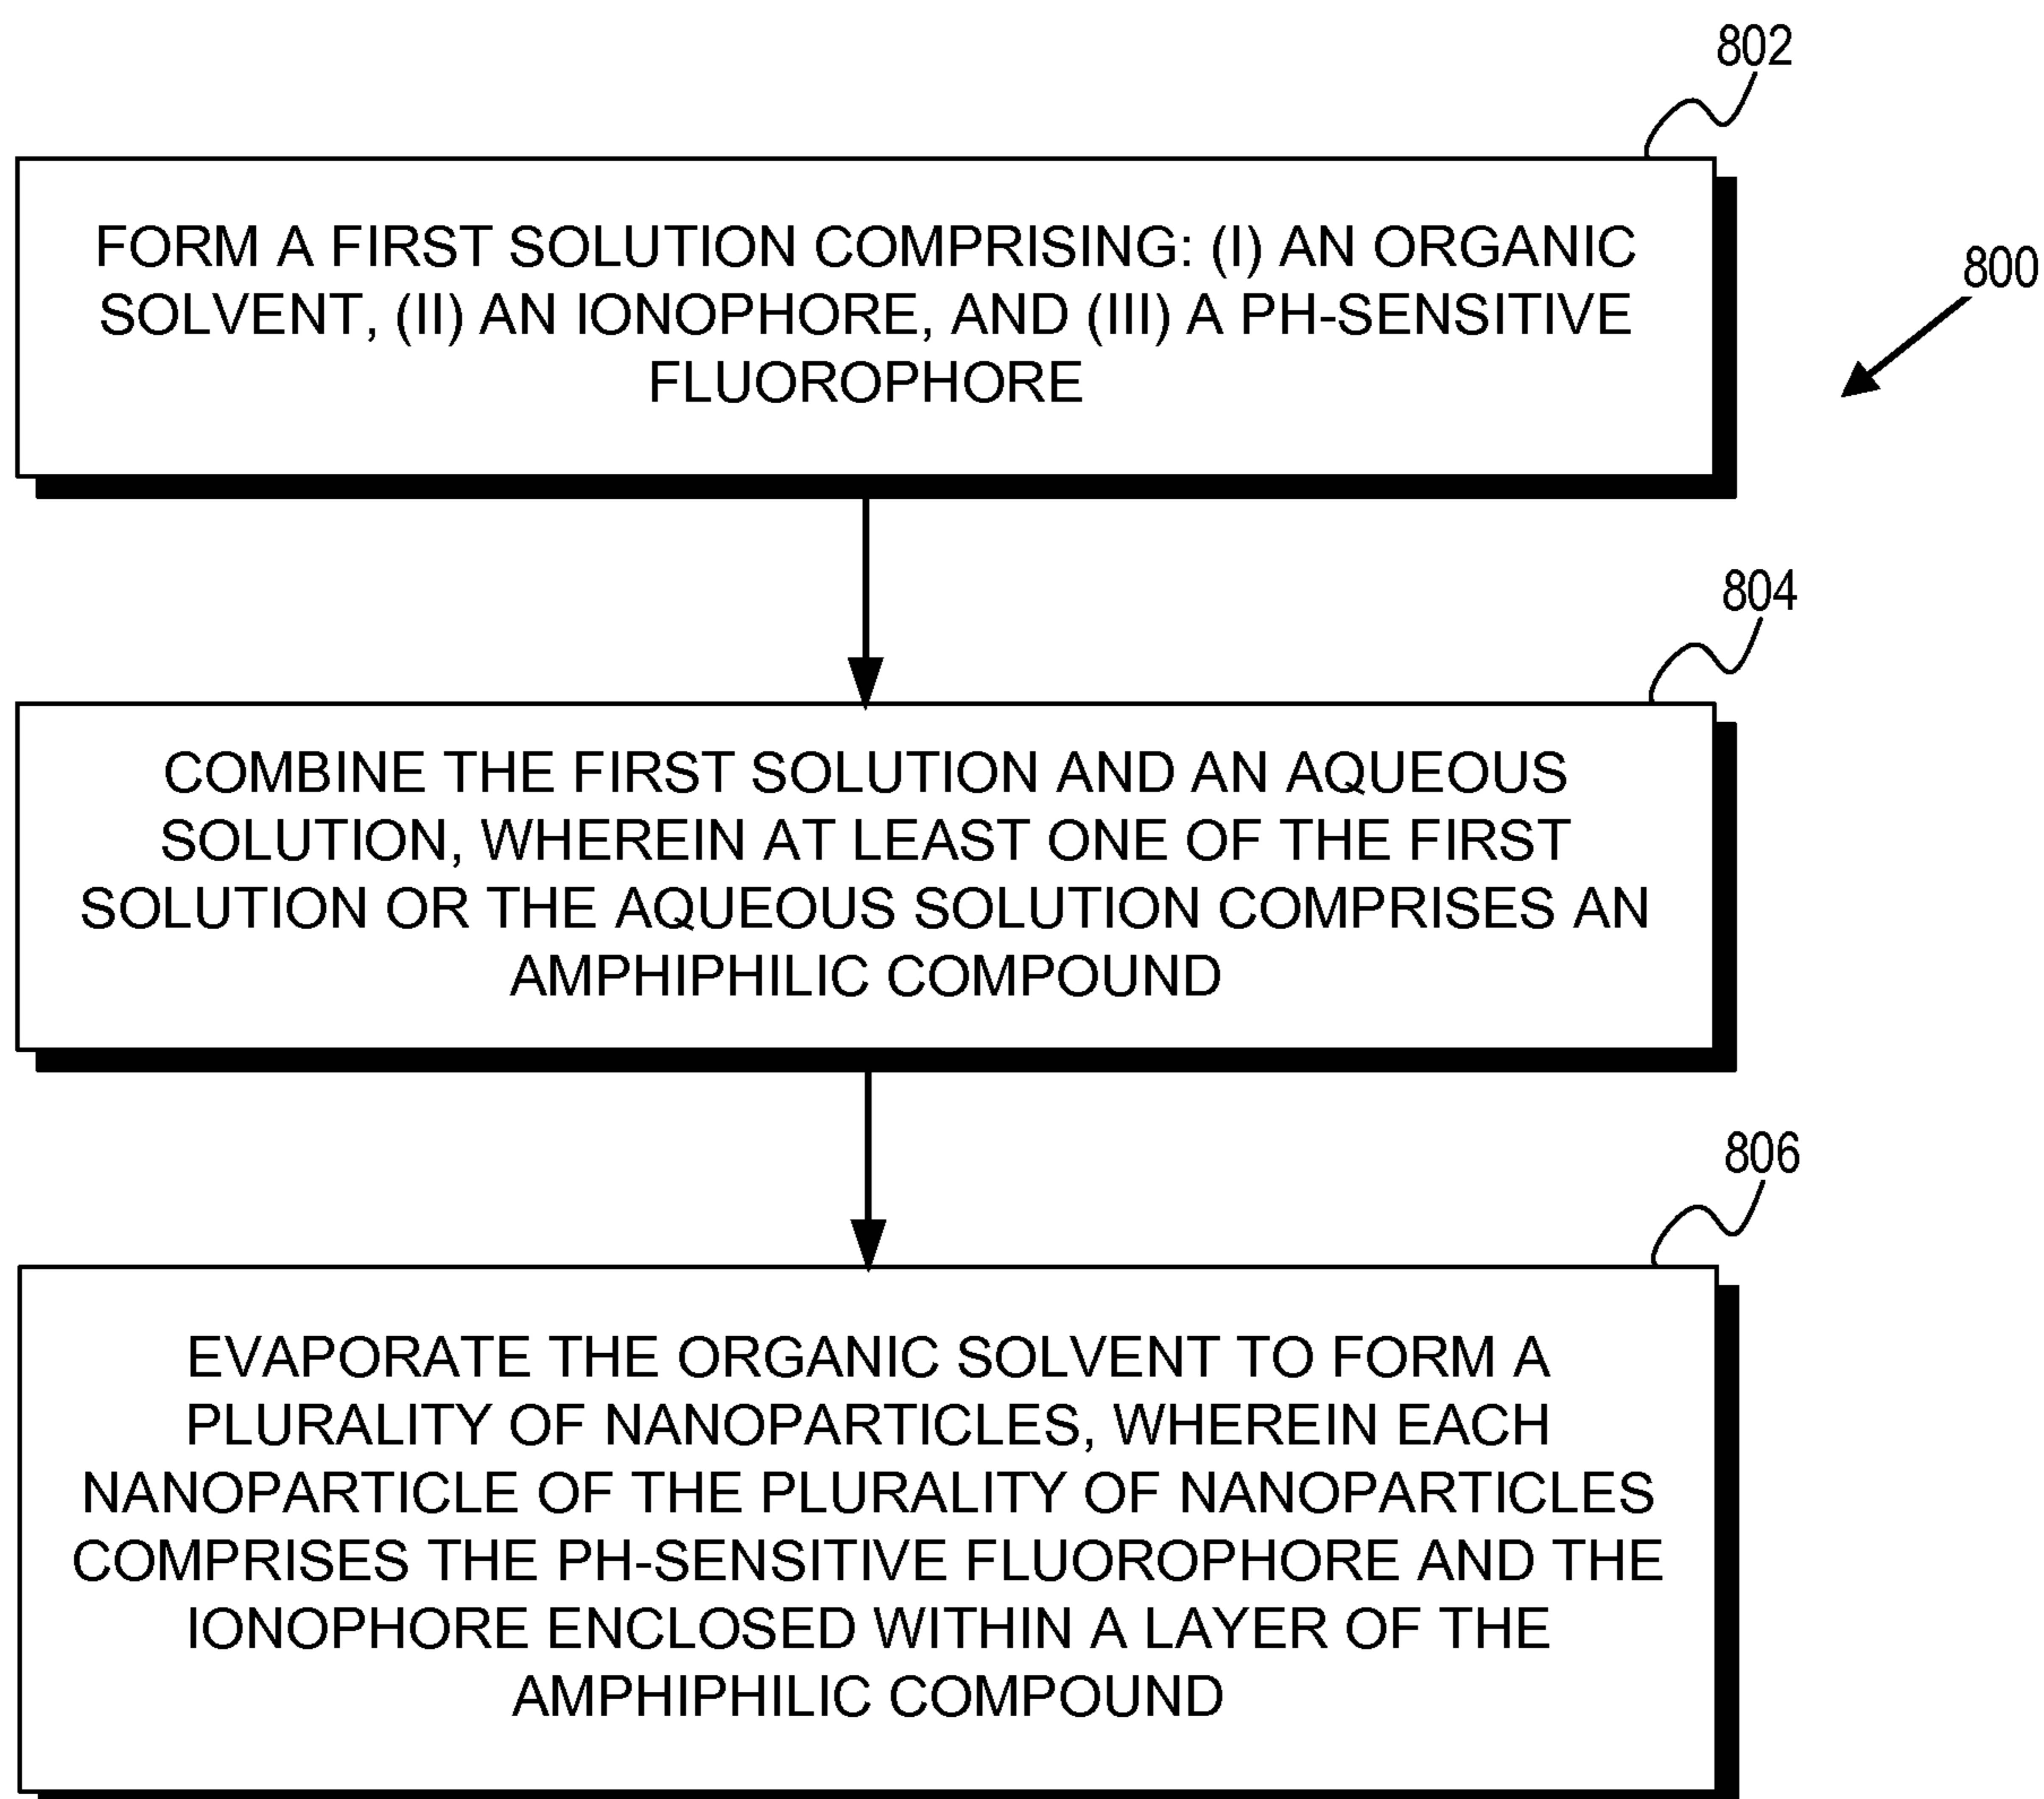 802
FORM A FIRST SOLUTION COMPRISING: (I) AN ORGANIC
SOLVENT, (II) AN IONOPHORE, AND (III) A PH-SENSITIVE
FLUOROPHORE
800
804
COMBINE THE FIRST SOLUTION AND AN AQUEOUS
SOLUTION, WHEREIN AT LEAST ONE OF THE FIRST
SOLUTION OR THE AQUEOUS SOLUTION COMPRISES AN
AMPHIPHILIC COMPOUND
806
EVAPORATE THE ORGANIC SOLVENT TO FORM A
PLURALITY OF NANOPARTICLES, WHEREIN EACH
NANOPARTICLE OF THE PLURALITY OF NANOPARTICLES
COMPRISES THE PH-SENSITIVE FLUOROPHORE AND THE
IONOPHORE ENCLOSED WITHIN A LAYER OF THE
AMPHIPHILIC COMPOUND